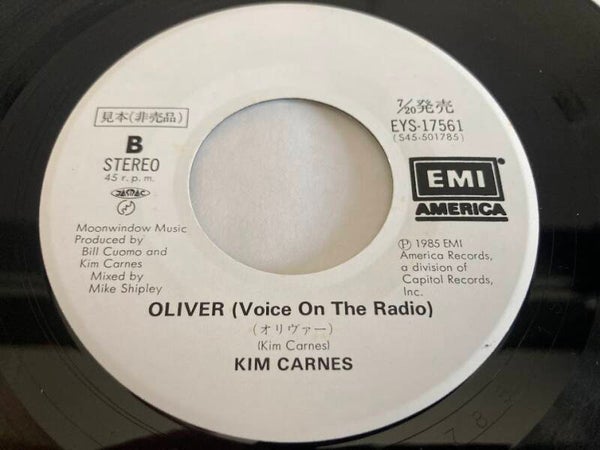 見本(非売品)
B
STEREO
45 r.p.m.
JASRAC
Moonwindow Music
Produced by
Bill Cuomo and
Kim Carnes
Mixed by
Mike Shipley
7/20発売
EYS-17561
(S45-501785)
EMI
AMERICA
Ⓟ 1985 EMI
America Records,
a division of
Capitol Records,
Inc.
OLIVER (Voice On The Radio)
(オリヴァー)
(Kim Carnes)
KIM CARNES